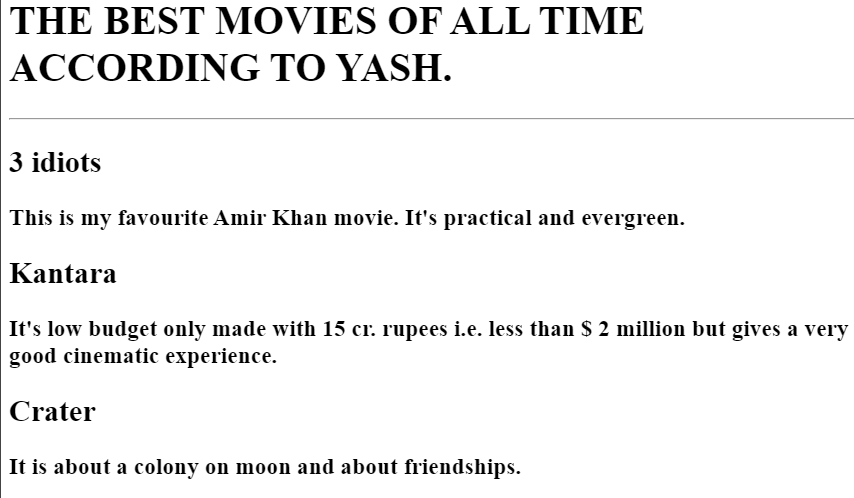 THE BEST MOVIES OF ALL TIME
ACCORDING TO YASH.
3 idiots
This is my favourite Amir Khan movie. It's practical and evergreen.
Kantara
It's low budget only made with 15 cr. rupees i.e. less than $ 2 million but gives a very
good cinematic experience.
Crater
It is about a colony on moon and about friendships.